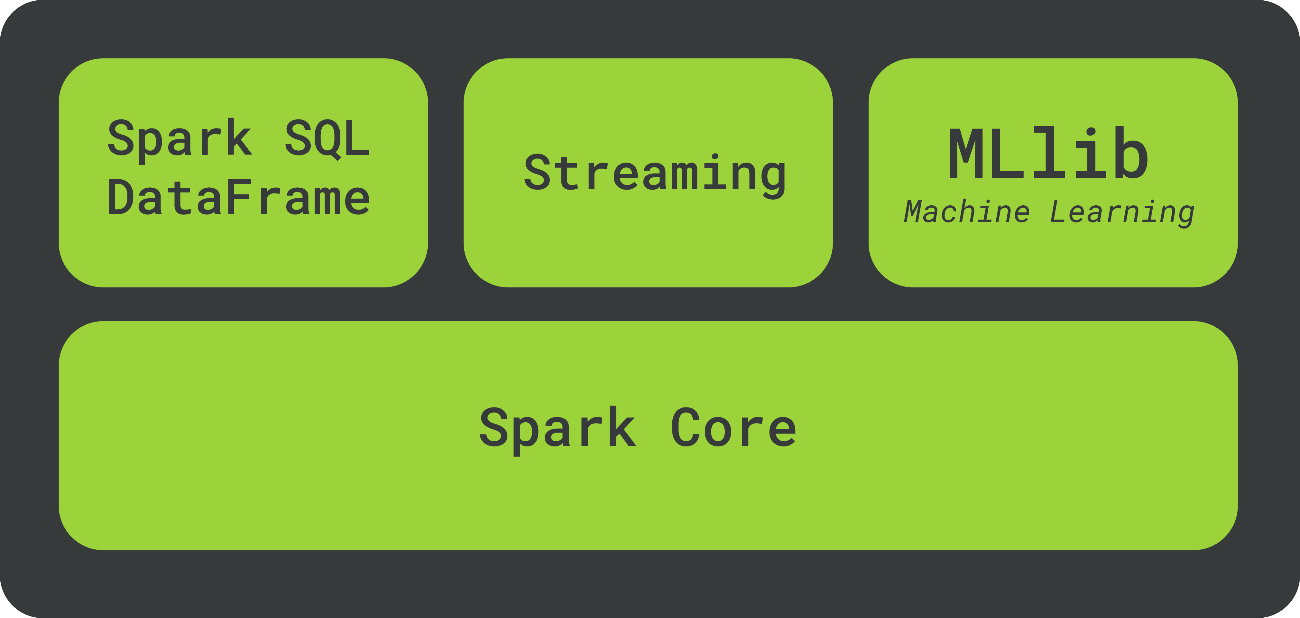 Spark SQL
DataFrame
Streaming
MLlib
Machine Learning
Spark Core